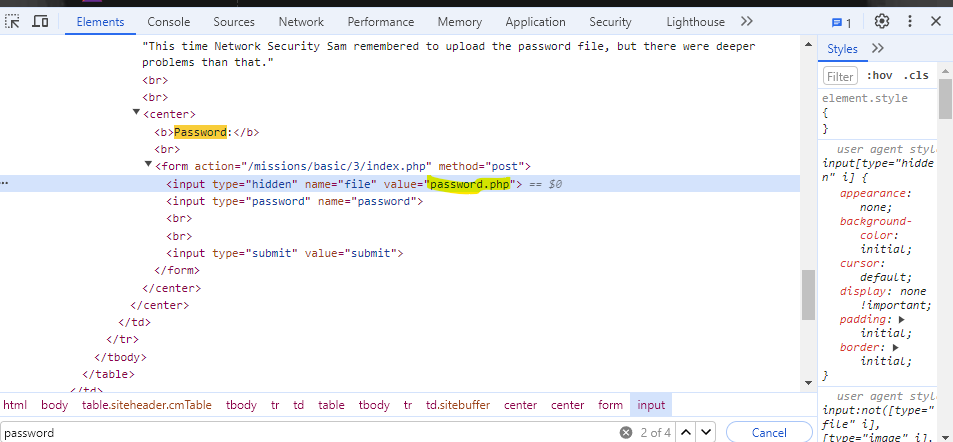 Elements Console Sources Network Performance Memory Application Security Lighthouse 1
"This time Network Security Sam remembered to upload the password file, but there were deeper
problems than that."
<br>
<br>
<center>
<b>Password:</b>
<br>
<form action="/missions/basic/3/index.php" method="post">
<input type="hidden" name="file" value="password.php"> == $0
<input type="password" name="password">
<br>
<br>
<input type="submit" value="submit">
</form>
</center>
</center>
</td>
</tr>
</tbody>
</table>
</td>
html body table.siteheader.cmTable tbody tr td table tbody tr td.sitebuffer center center form input
password 2 of 4 Cancel
Styles
Filter :hov .cls
element.style
{
}
user agent styl
input[type="hidde
n" i] {
appearance:
none;
background-
color:
initial;
cursor:
default;
display: none
!important;
padding:
initial;
border:
initial;
}
user agent styl
input:not([type="
file" i],
[type="image" i],